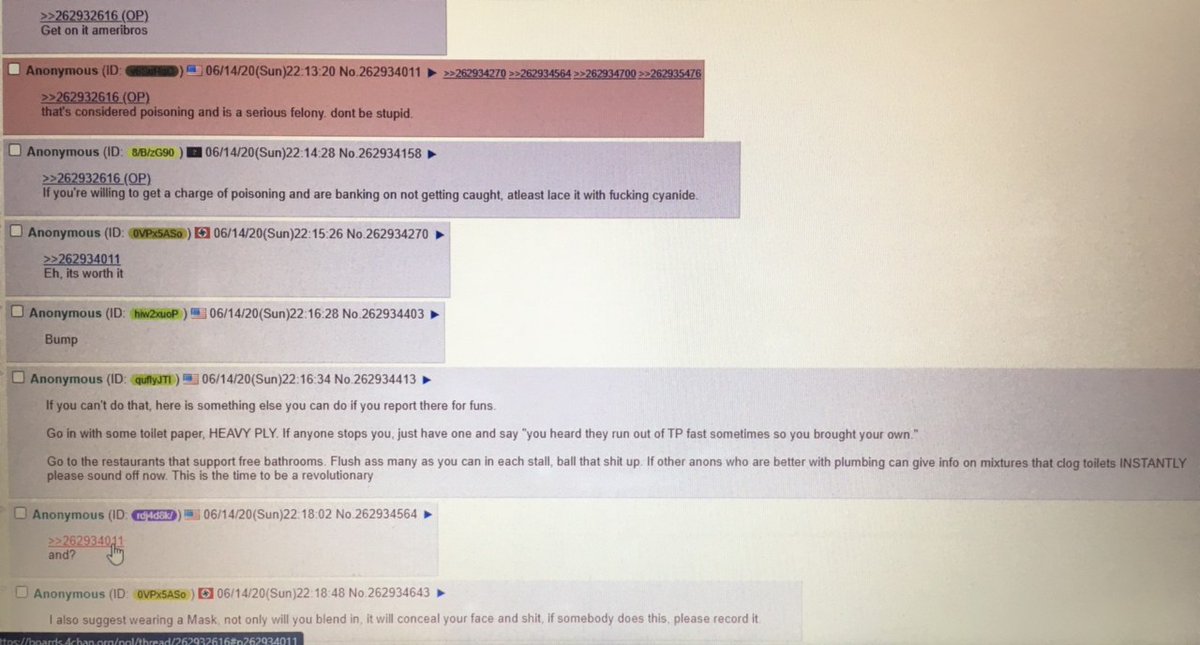 >>262932616 (OP)
Get on it ameribros
Anonymous (ID: ) 06/14/20(Sun)22:13:20 No.262934011 ▶ >>262934270 >>262934564 >>262934700 >>262935476
>>262932616 (OP)
that's considered poisoning and is a serious felony. dont be stupid.
Anonymous (ID: 8/B/zG90 ) 06/14/20(Sun)22:14:28 No.262934158 ▶
>>262932616 (OP)
If you're willing to get a charge of poisoning and are banking on not getting caught, atleast lace it with fucking cyanide.
Anonymous (ID: 0VPx5ASo ) 06/14/20(Sun)22:15:26 No.262934270 ▶
>>262934011
Eh, its worth it
Anonymous (ID: hiw2xuoP ) 06/14/20(Sun)22:16:28 No.262934403 ▶
Bump
Anonymous (ID: quflyJTl ) 06/14/20(Sun)22:16:34 No.262934413 ▶
If you can't do that, here is something else you can do if you report there for funs.
Go in with some toilet paper, HEAVY PLY. If anyone stops you, just have one and say "you heard they run out of TP fast sometimes so you brought your own."
Go to the restaurants that support free bathrooms. Flush ass many as you can in each stall, ball that shit up. If other anons who are better with plumbing can give info on mixtures that clog toilets INSTANTLY
please sound off now. This is the time to be a revolutionary
Anonymous (ID: rdj4d8k/ ) 06/14/20(Sun)22:18:02 No.262934564 ▶
>>262934011
and?
Anonymous (ID: 0VPx5ASo ) 06/14/20(Sun)22:18:48 No.262934643 ▶
I also suggest wearing a Mask, not only will you blend in, it will conceal your face and shit, if somebody does this, please record it.
ttps://boards.4chan.org/pol/thread/262932616#p262934011